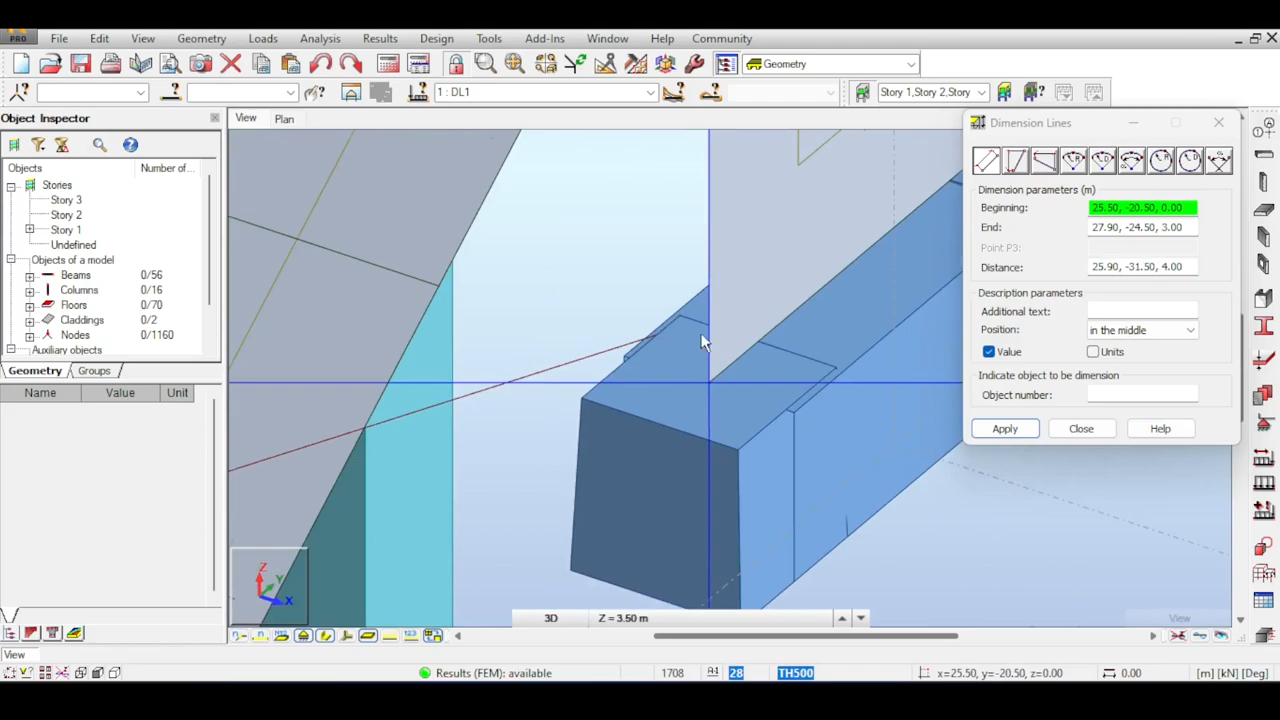 PRO File Edit View Geometry Loads Analysis Results Design Tools Add-Ins Window Help Community
Geometry
1 : DL1 Story 1,Story 2,Story
Object Inspector
View Plan
Dimension Lines
Objects Number of...
Stories
Story 3
Story 2
Story 1
Undefined
Objects of a model
Beams 0/56
Columns 0/16
Floors 0/70
Claddings 0/2
Nodes 0/1160
Auxiliary objects
Geometry Groups
Name Value Unit
Dimension parameters (m)
Beginning: 25.50, -20.50, 0.00
End: 27.90, -24.50, 3.00
Point P3:
Distance: 25.90, -31.50, 4.00
Description parameters
Additional text:
Position: in the middle
Value Units
Indicate object to be dimension
Object number:
Apply Close Help
Z
Y
X
3D Z = 3.50 m View
View
Results (FEM): available 1708 28 TH500 x=25.50, y=-20.50, z=0.00 0.00 [m] [kN] [Deg]